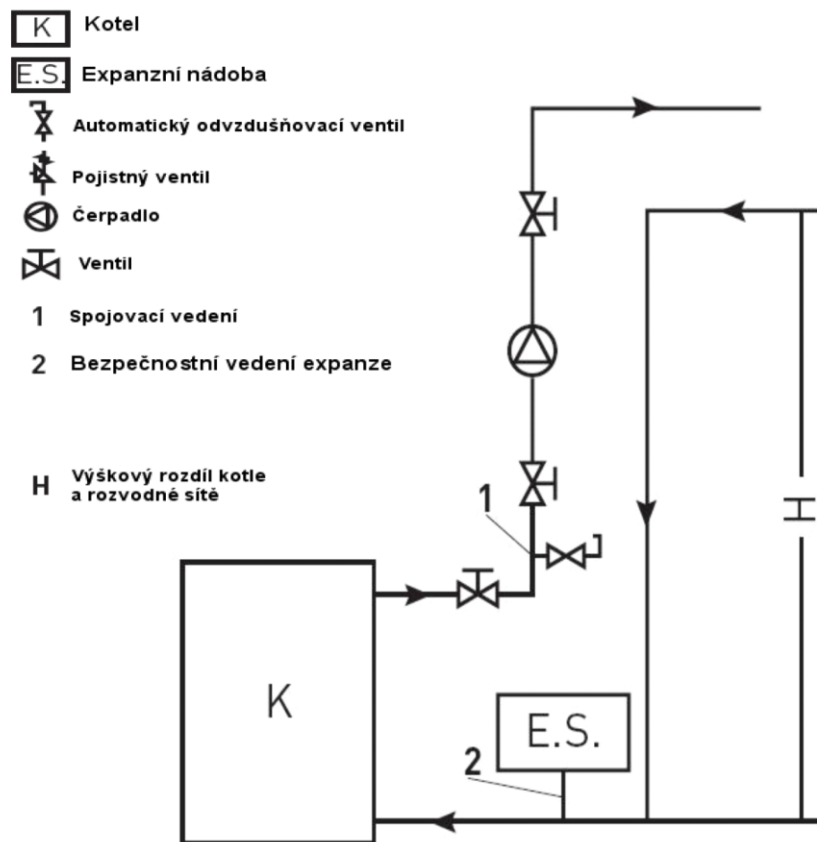 K Kotel
E.S. Expanzní nádoba
Automatický odvzdušňovací ventil
Pojistný ventil
Čerpadlo
Ventil
1 Spojovací vedení
2 Bezpečnostní vedení expanze
H Výškový rozdíl kotle
a rozvodné sítě
1
H
K
E.S.
2